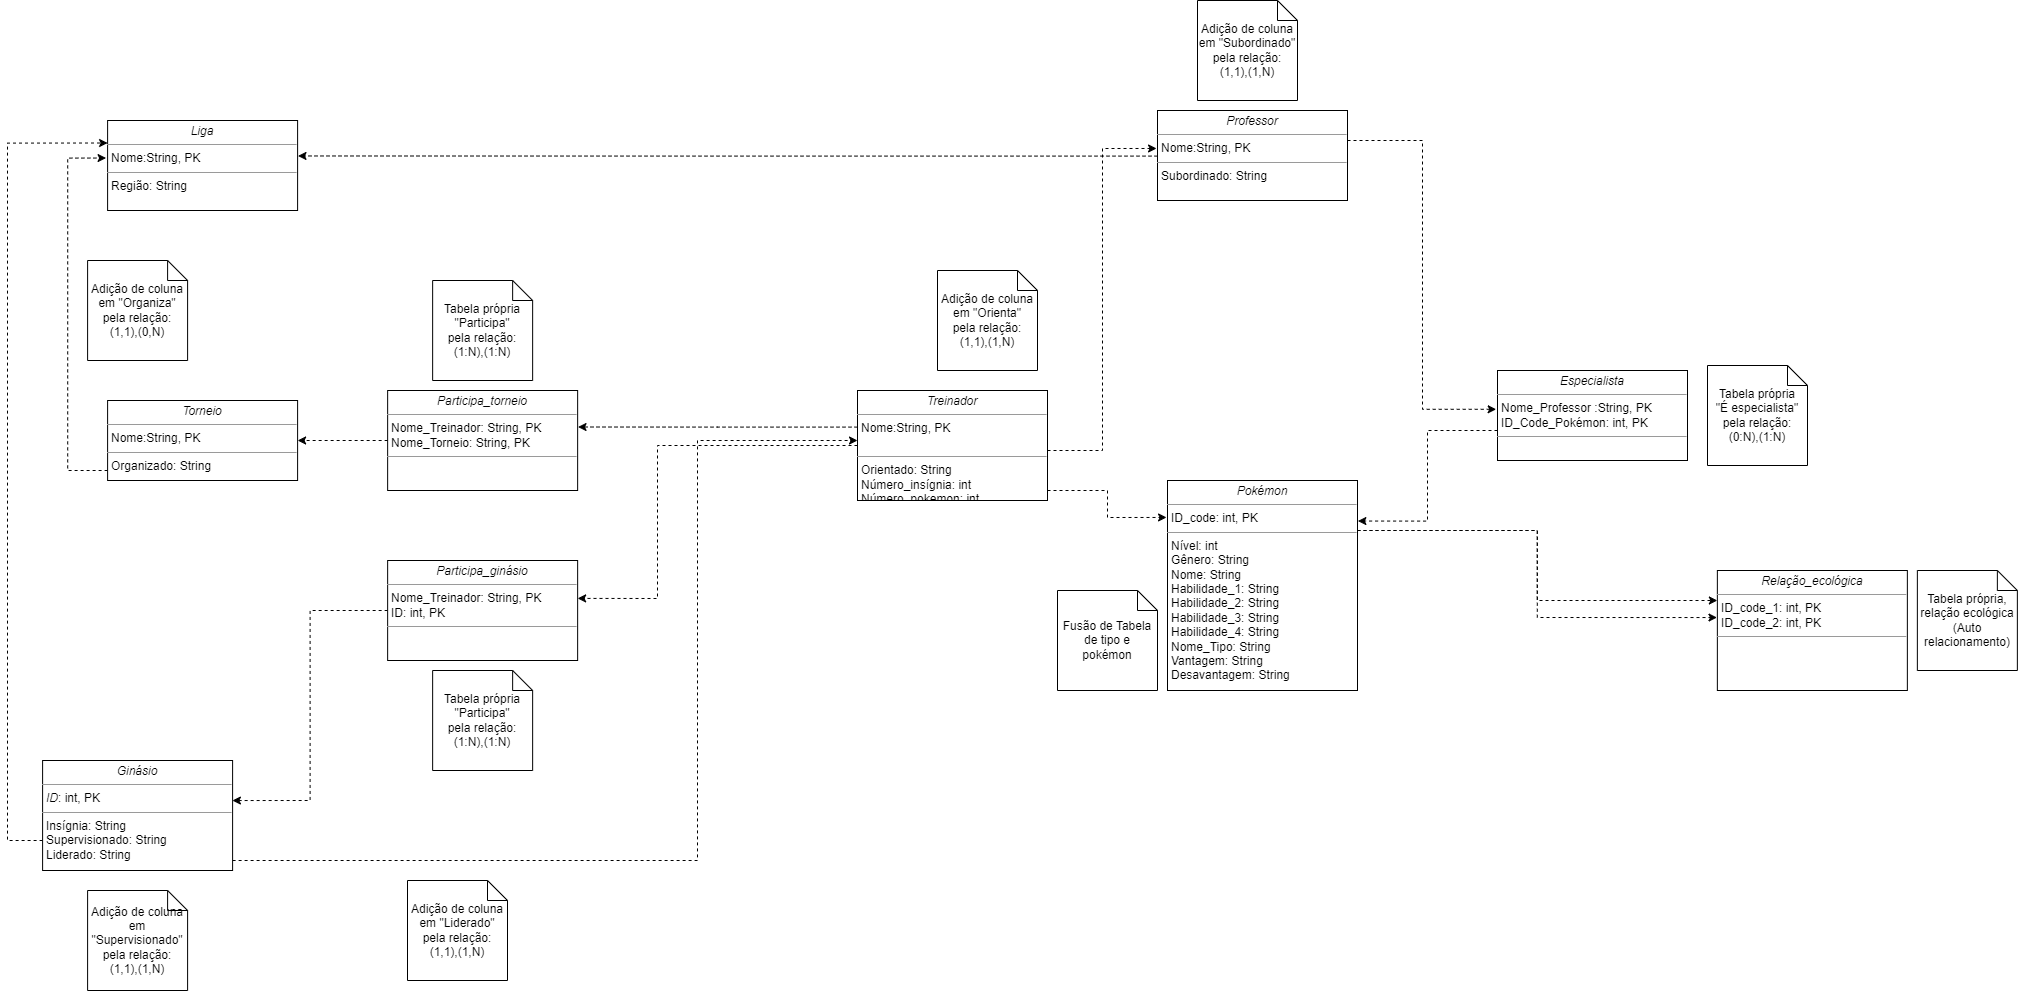 Adição de coluna
em "Subordinado"
pela relação:
(1,1),(1,N)
Liga
Nome:String, PK
Região: String
Professor
Nome:String, PK
Subordinado: String
Adição de coluna
em "Organiza"
pela relação:
(1,1),(0,N)
Tabela própria
"Participa"
pela relação:
(1:N),(1:N)
Adição de coluna
em "Orienta"
pela relação:
(1,1),(1,N)
Torneio
Nome:String, PK
Organizado: String
Participa_torneio
Nome_Treinador: String, PK
Nome_Torneio: String, PK
Treinador
Nome:String, PK
Orientado: String
Número_insígnia: int
Número_pokemon: int
Especialista
Nome_Professor :String, PK
ID_Code_Pokémon: int, PK
Tabela própria
"É especialista"
pela relação:
(0:N),(1:N)
Pokémon
ID_code: int, PK
Nível: int
Gênero: String
Nome: String
Habilidade_1: String
Habilidade_2: String
Habilidade_3: String
Habilidade_4: String
Nome_Tipo: String
Vantagem: String
Desavantagem: String
Fusão de Tabela
de tipo e
pokémon
Relação_ecológica
ID_code_1: int, PK
ID_code_2: int, PK
Tabela própria,
relação ecológica
(Auto
relacionamento)
Participa_ginásio
Nome_Treinador: String, PK
ID: int, PK
Tabela própria
"Participa"
pela relação:
(1:N),(1:N)
Ginásio
ID: int, PK
Insígnia: String
Supervisionado: String
Liderado: String
Adição de coluna
em
"Supervisionado"
pela relação:
(1,1),(1,N)
Adição de coluna
em "Liderado"
pela relação:
(1,1),(1,N)